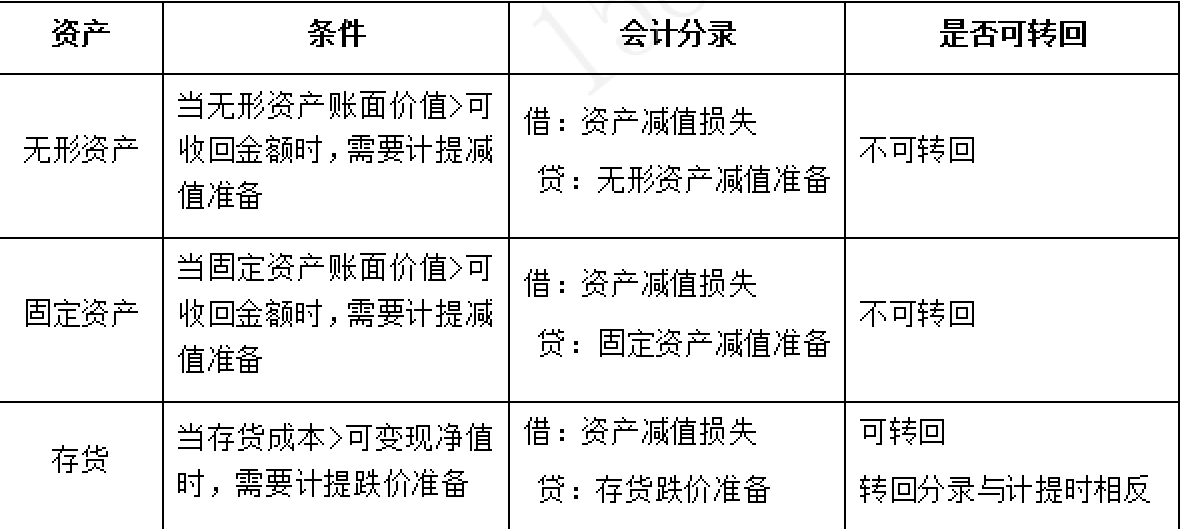 资产 条件 会计分录 是否可转回
无形资产
当无形资产账面价值>可
收回金额时,需要计提减
值准备
借：资产减值损失
贷：无形资产减值准备
不可转回
固定资产
当固定资产账面价值>可
收回金额时,需要计提减
值准备
借：资产减值损失
贷：固定资产减值准备
不可转回
存货
当存货成本>可变现净值
时，需要计提跌价准备
借：资产减值损失
贷：存货跌价准备
可转回
转回分录与计提时相反